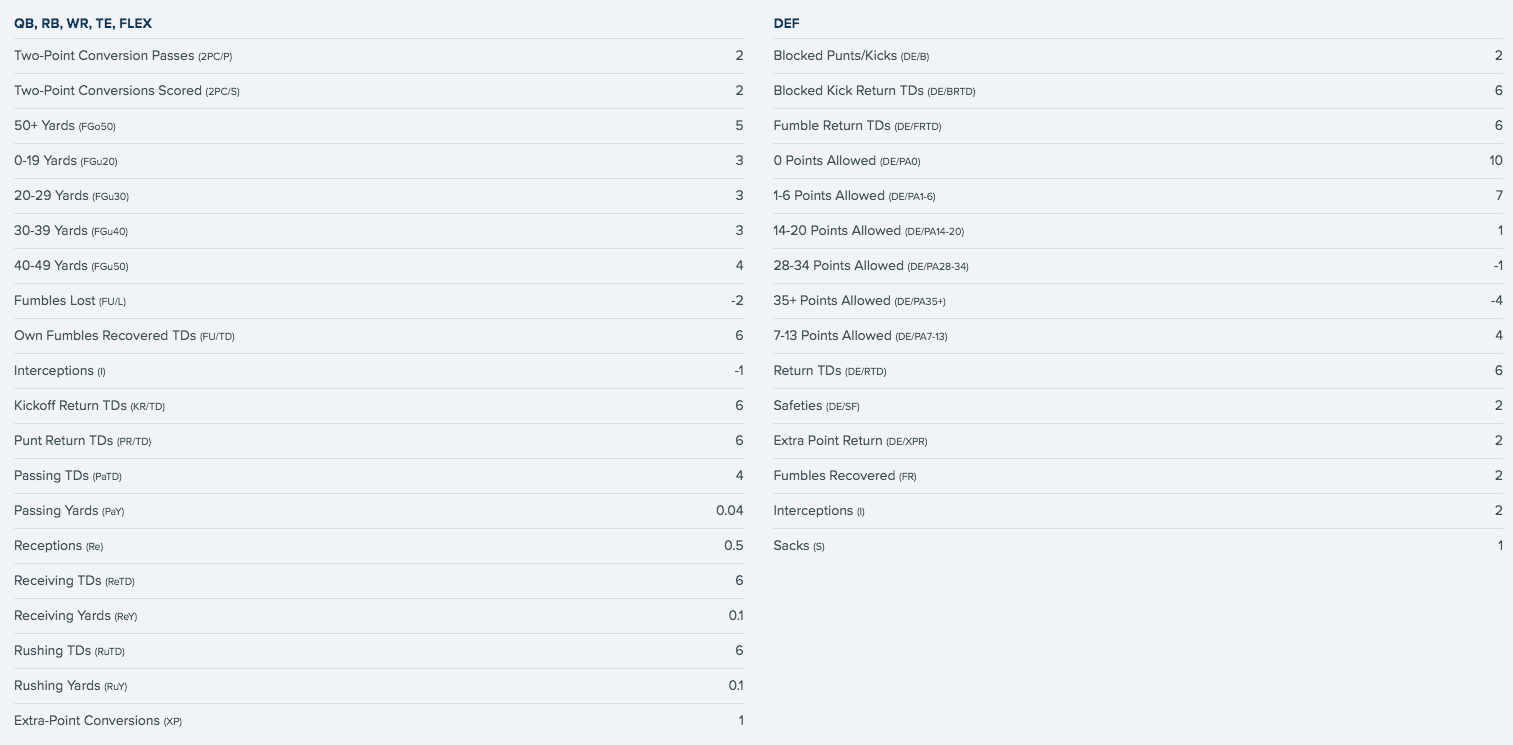 QB, RB, WR, TE, FLEX
Two-Point Conversion Passes (2PC/P) 2
Two-Point Conversions Scored (2PC/S) 2
50+ Yards (FGo50) 5
0-19 Yards (FGu20) 3
20-29 Yards (FGu30) 3
30-39 Yards (FGu40) 3
40-49 Yards (FGu50) 4
Fumbles Lost (FU/L) -2
Own Fumbles Recovered TDs (FU/TD) 6
Interceptions (I) -1
Kickoff Return TDs (KR/TD) 6
Punt Return TDs (PR/TD) 6
Passing TDs (PaTD) 4
Passing Yards (PaY) 0.04
Receptions (Re) 0.5
Receiving TDs (ReTD) 6
Receiving Yards (ReY) 0.1
Rushing TDs (RuTD) 6
Rushing Yards (RuY) 0.1
Extra-Point Conversions (XP) 1
DEF
Blocked Punts/Kicks (DE/B) 2
Blocked Kick Return TDs (DE/BRTD) 6
Fumble Return TDs (DE/FRTD) 6
0 Points Allowed (DE/PA0) 10
1-6 Points Allowed (DE/PA1-6) 7
14-20 Points Allowed (DE/PA14-20) 1
28-34 Points Allowed (DE/PA28-34) -1
35+ Points Allowed (DE/PA35+) -4
7-13 Points Allowed (DE/PA7-13) 4
Return TDs (DE/RTD) 6
Safeties (DE/SF) 2
Extra Point Return (DE/XPR) 2
Fumbles Recovered (FR) 2
Interceptions (I) 2
Sacks (S) 1